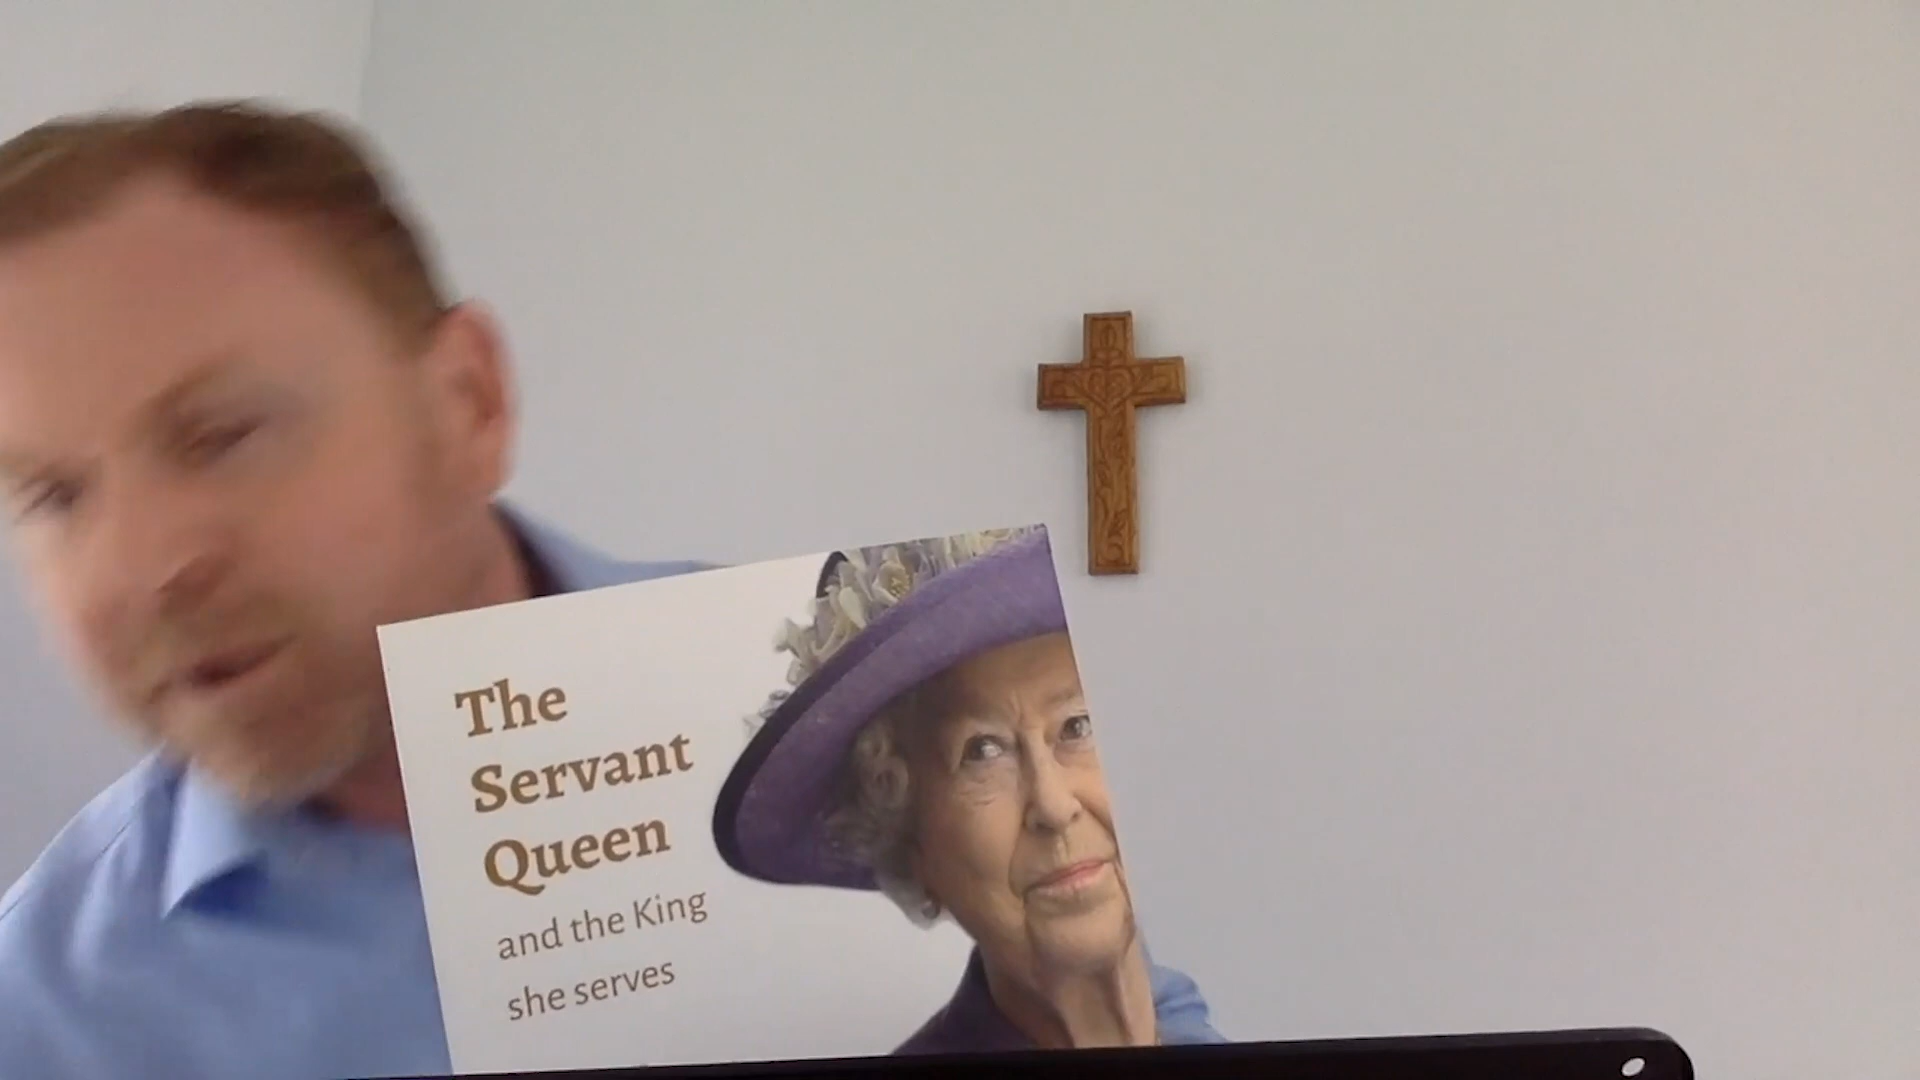 The
Servant
Queen
and the King
she serves